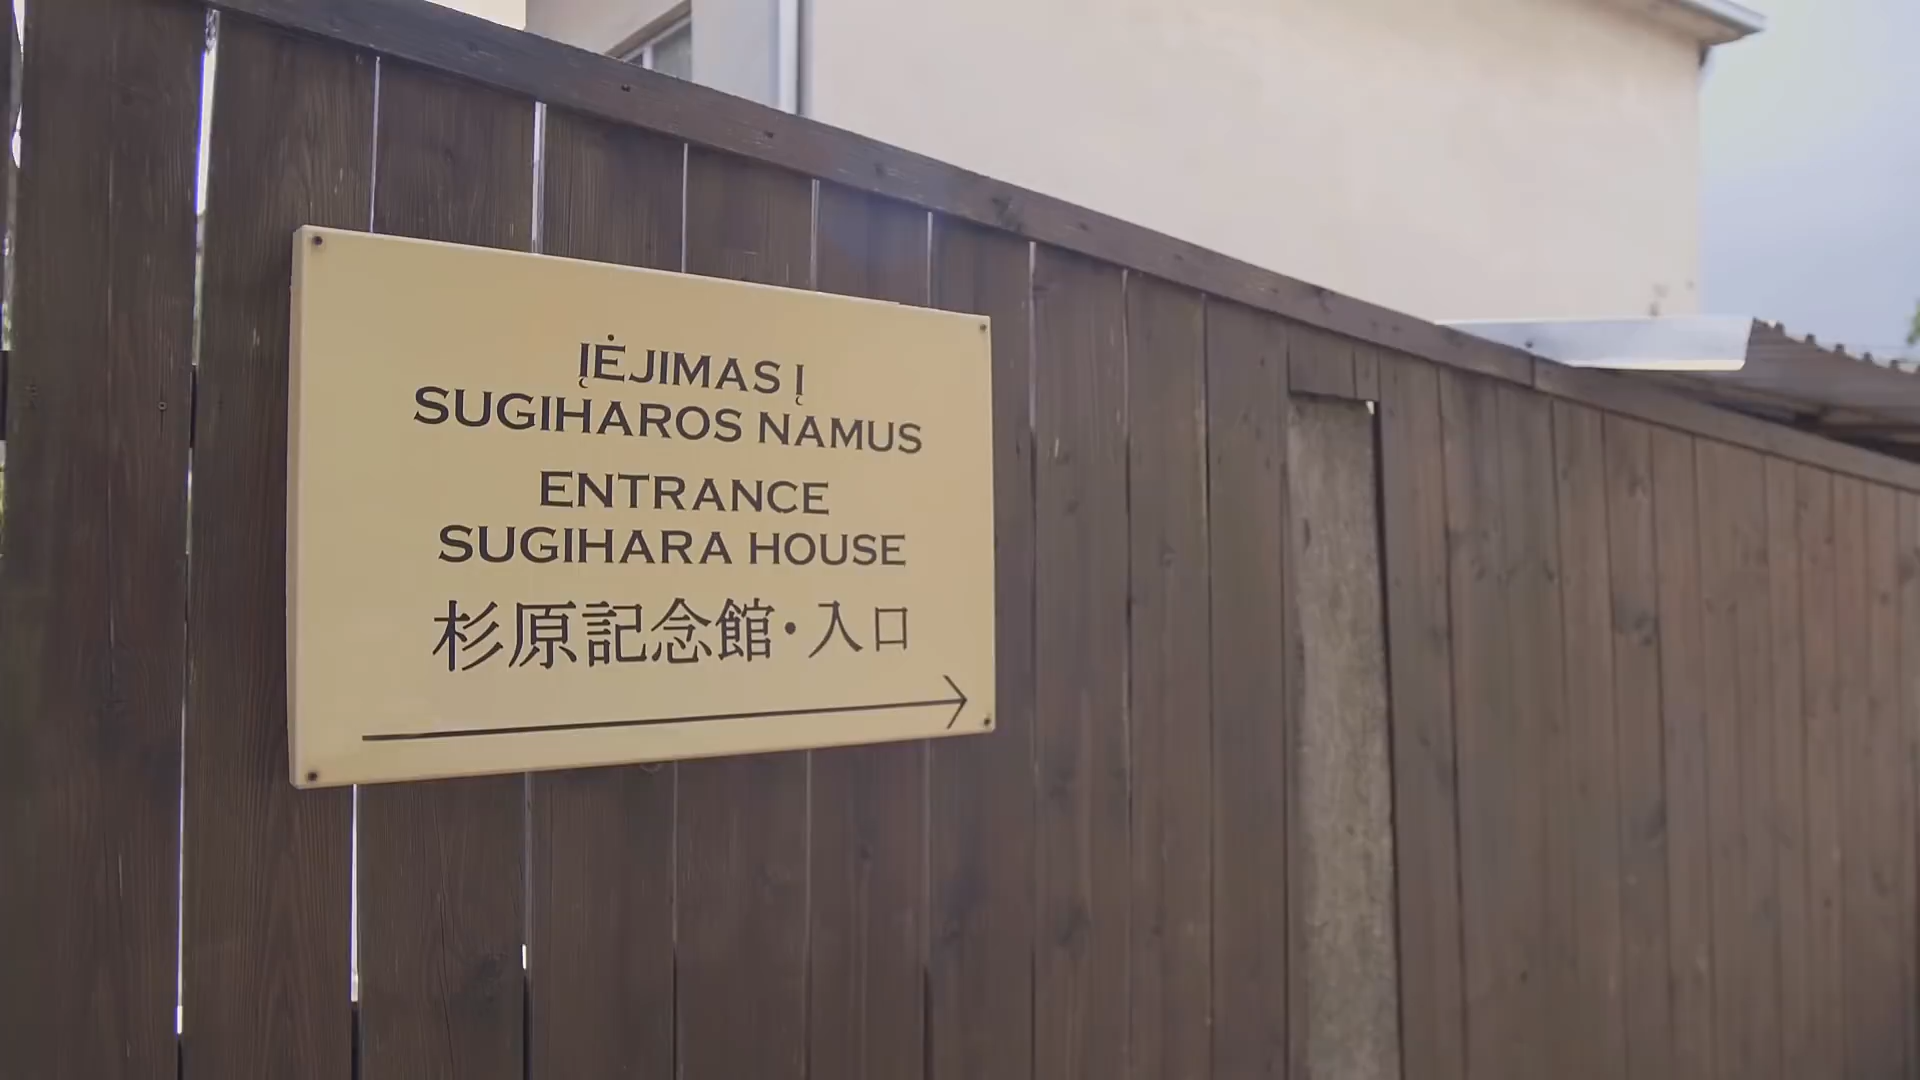 ĮĖJIMAS Į
SUGIHAROS NAMUS
ENTRANCE
SUGIHARA HOUSE
杉原記念館・入口